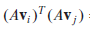 (Av_i)^T(Av_j) =